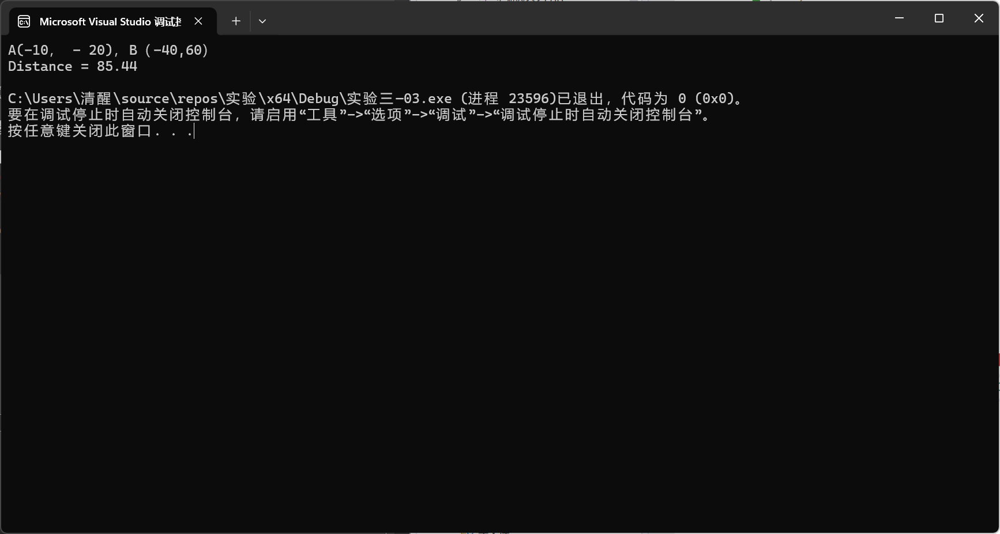 Microsoft Visual Studio 调试
A(-10,  - 20), B (-40,60)
Distance = 85.44
C:\Users\清醒\source\repos\实验\x64\Debug\实验三-03.exe (进程 23596)已退出，代码为 0 (0x0)。
要在调试停止时自动关闭控制台，请启用“工具”->“选项”->“调试”->“调试停止时自动关闭控制台”。
按任意键关闭此窗口. . .